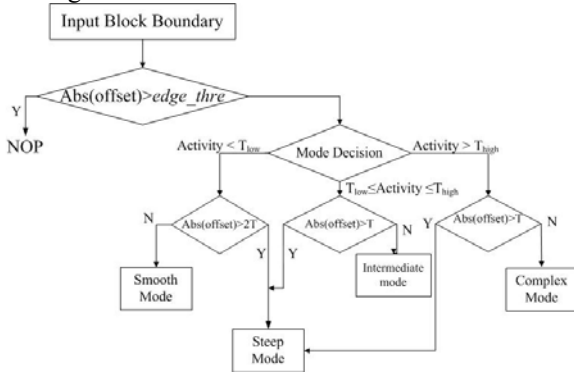 Input Block Boundary
Abs(offset)>edge_thre
Y
NOP
Activity < Tlow
Mode Decision
Activity > Thigh
Tlow≤Activity ≤Thigh
N
Abs(offset)>2T
Y
Y
Abs(offset)>T
N
Y
Abs(offset)>T
N
Smooth
Mode
Intermediate
mode
Complex
Mode
Steep
Mode